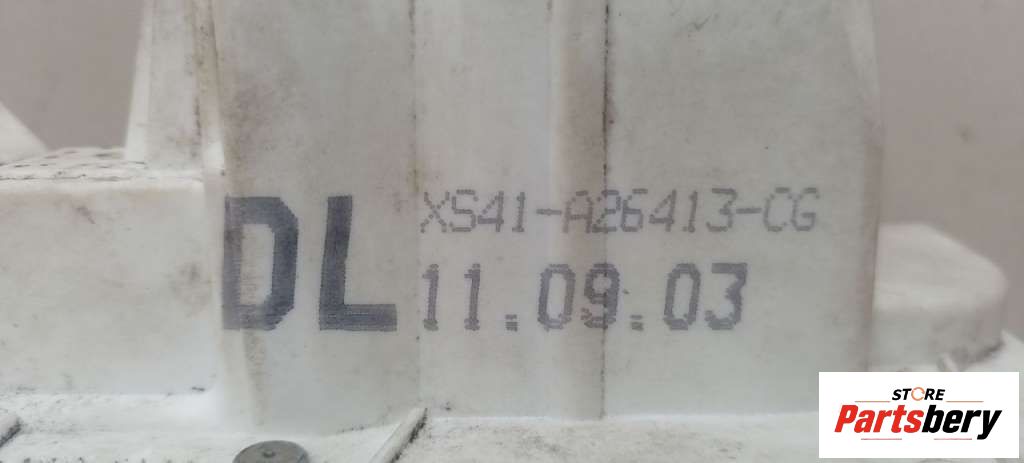 DL
XS41-A26413-CG
11.09.03
STORE
Partsbery